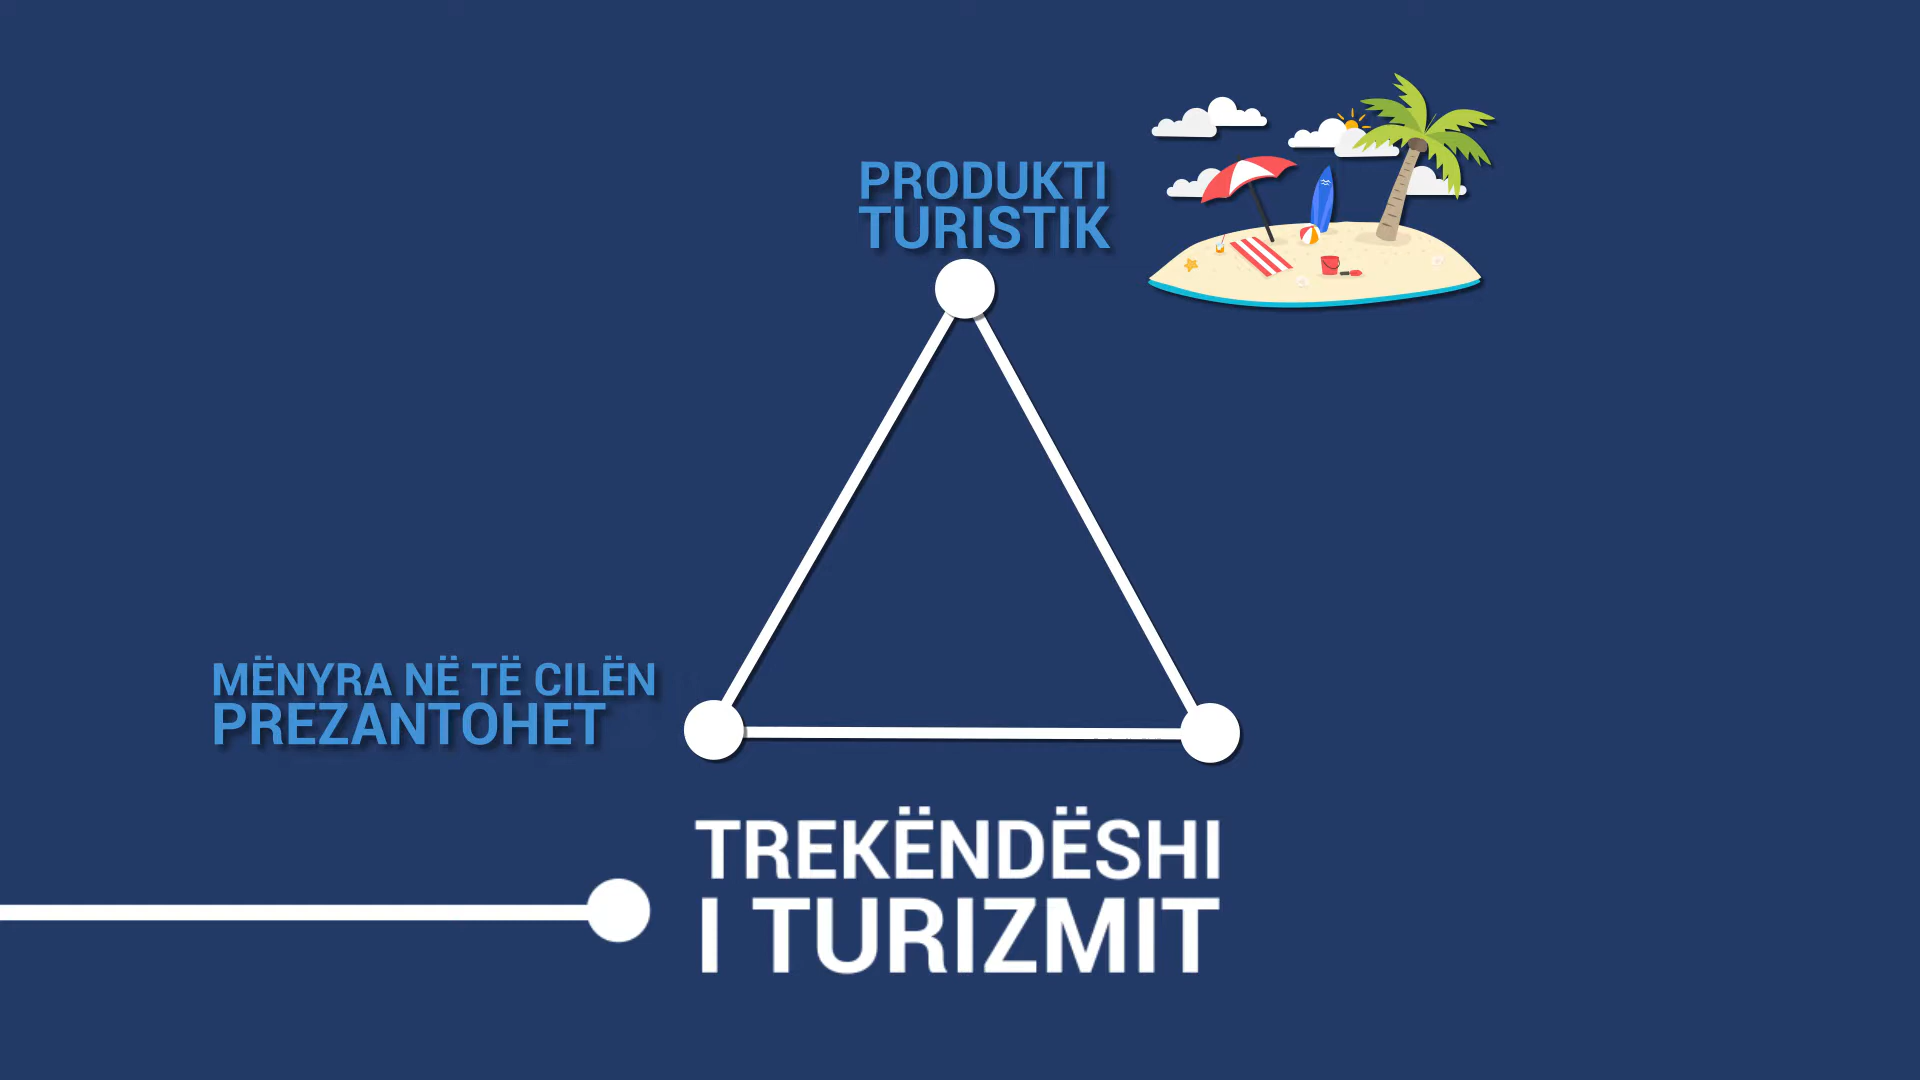 PRODUKTI
TURISTIK
MËNYRA NË TË CILËN
PREZANTOHET
TREKËNDËSHI
I TURIZMIT